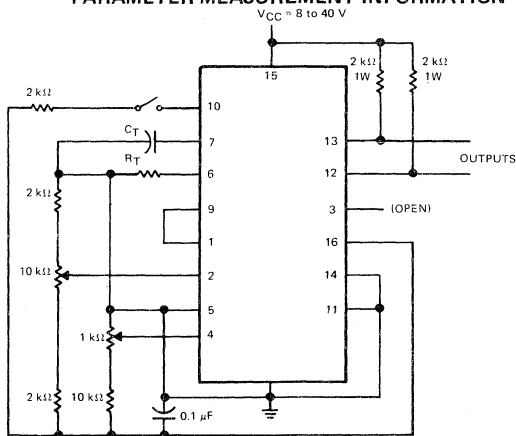 PARAMETER MEASUREMENT INFORMATION
VCC = 8 to 40 V
2 kΩ
1W
2 kΩ
1W
15
2 kΩ
10
CT
7
13
OUTPUTS
RT
6
12
2 kΩ
9
3
(OPEN)
1
16
10 kΩ
2
14
5
11
1 kΩ
4
2 kΩ
10 kΩ
0.1 μF